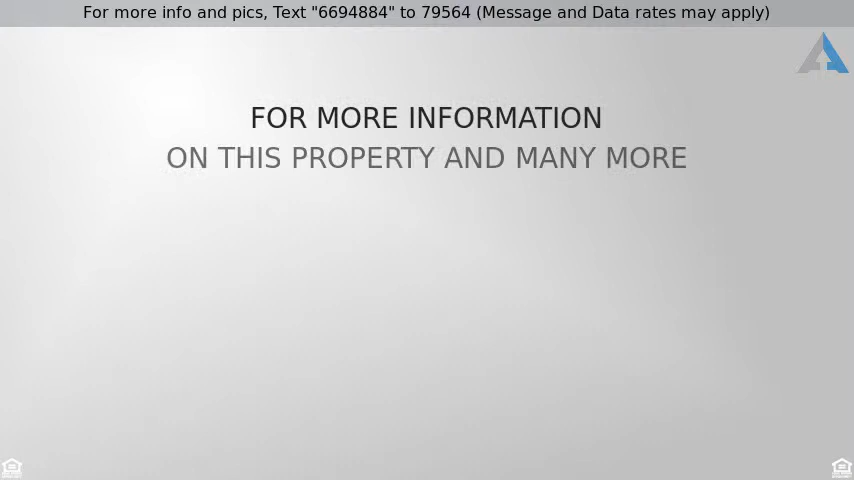 For more info and pics, Text "6694884" to 79564 (Message and Data rates may apply)
FOR MORE INFORMATION
ON THIS PROPERTY AND MANY MORE